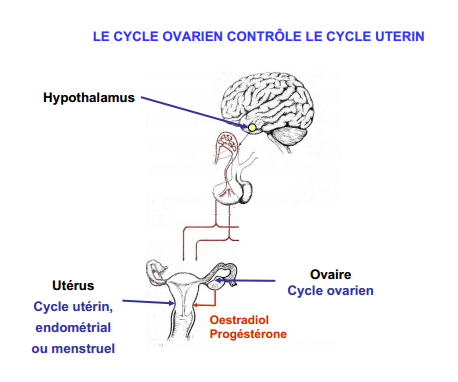 LE CYCLE OVARIEN CONTRÔLE LE CYCLE UTERIN
Hypothalamus
Ovaire
Cycle ovarien
Utérus
Cycle utérin,
endométrial
ou menstruel
Oestradiol
Progéstérone